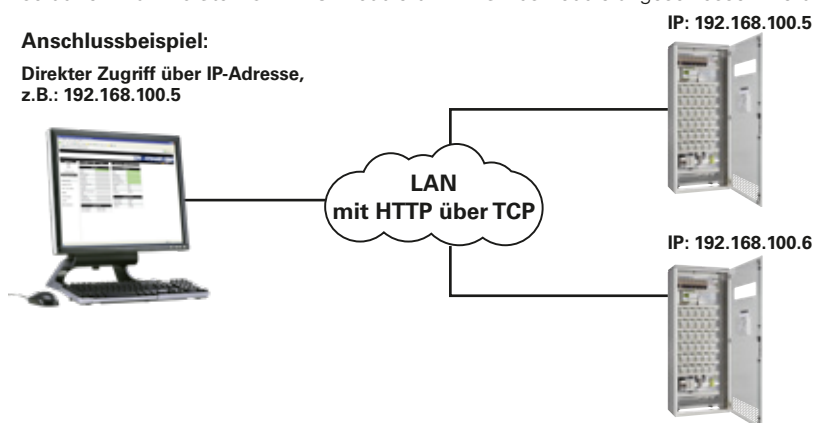 IP: 192.168.100.5
Anschlussbeispiel:
Direkter Zugriff über IP-Adresse,
z.B.: 192.168.100.5
LAN
mit HTTP über TCP
IP: 192.168.100.6